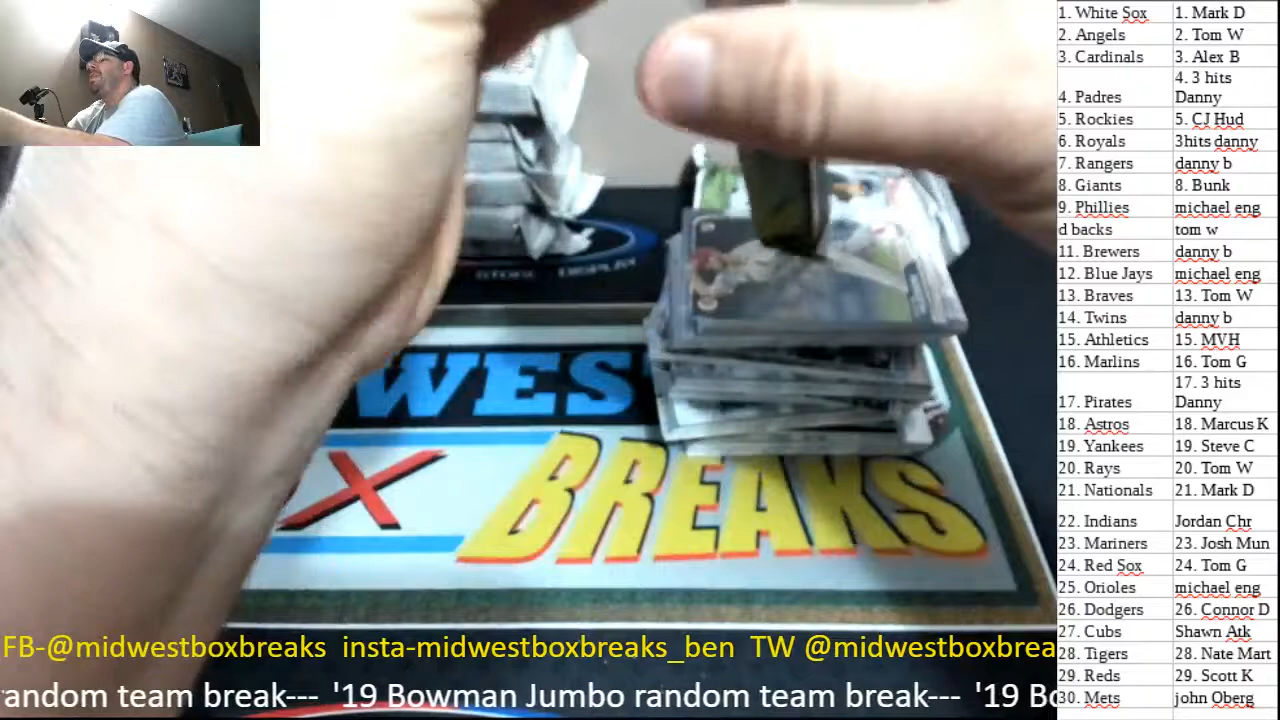 1. White Sox 1. Mark D
2. Angels 2. Tom W
3. Cardinals 3. Alex B
4. Padres 4. 3 hits Danny
5. Rockies 5. CJ Hud
6. Royals 3hits danny
7. Rangers danny b
8. Giants 8. Bunk
9. Phillies michael eng
d backs tom w
11. Brewers danny b
12. Blue Jays michael eng
13. Braves 13. Tom W
14. Twins danny b
15. Athletics 15. MVH
16. Marlins 16. Tom G
17. Pirates 17. 3 hits Danny
18. Astros 18. Marcus K
19. Yankees 19. Steve C
20. Rays 20. Tom W
21. Nationals 21. Mark D
22. Indians Jordan Chr
23. Mariners 23. Josh Mun
24. Red Sox 24. Tom G
25. Orioles michael eng
26. Dodgers 26. Connor D
27. Cubs Shawn Atk
28. Tigers 28. Nate Mart
29. Reds 29. Scott K
30. Mets john Oberg
STORE DISPLAY
WES
X BREAKS
FB-@midwestboxbreaks insta-midwestboxbreaks_ben TW @midwestboxbrea
andom team break--- '19 Bowman Jumbo random team break--- '19 Bo